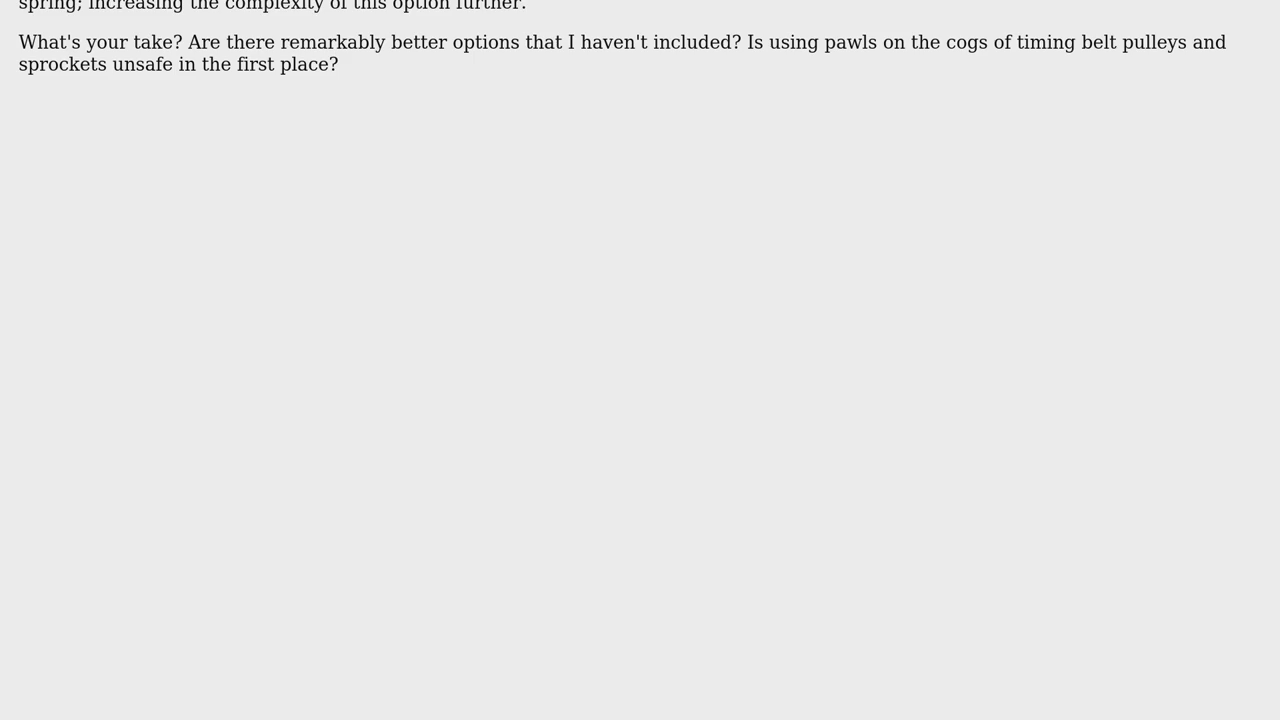 spring; increasing the complexity of this option further.
What's your take? Are there remarkably better options that I haven't included? Is using pawls on the cogs of timing belt pulleys and
sprockets unsafe in the first place?